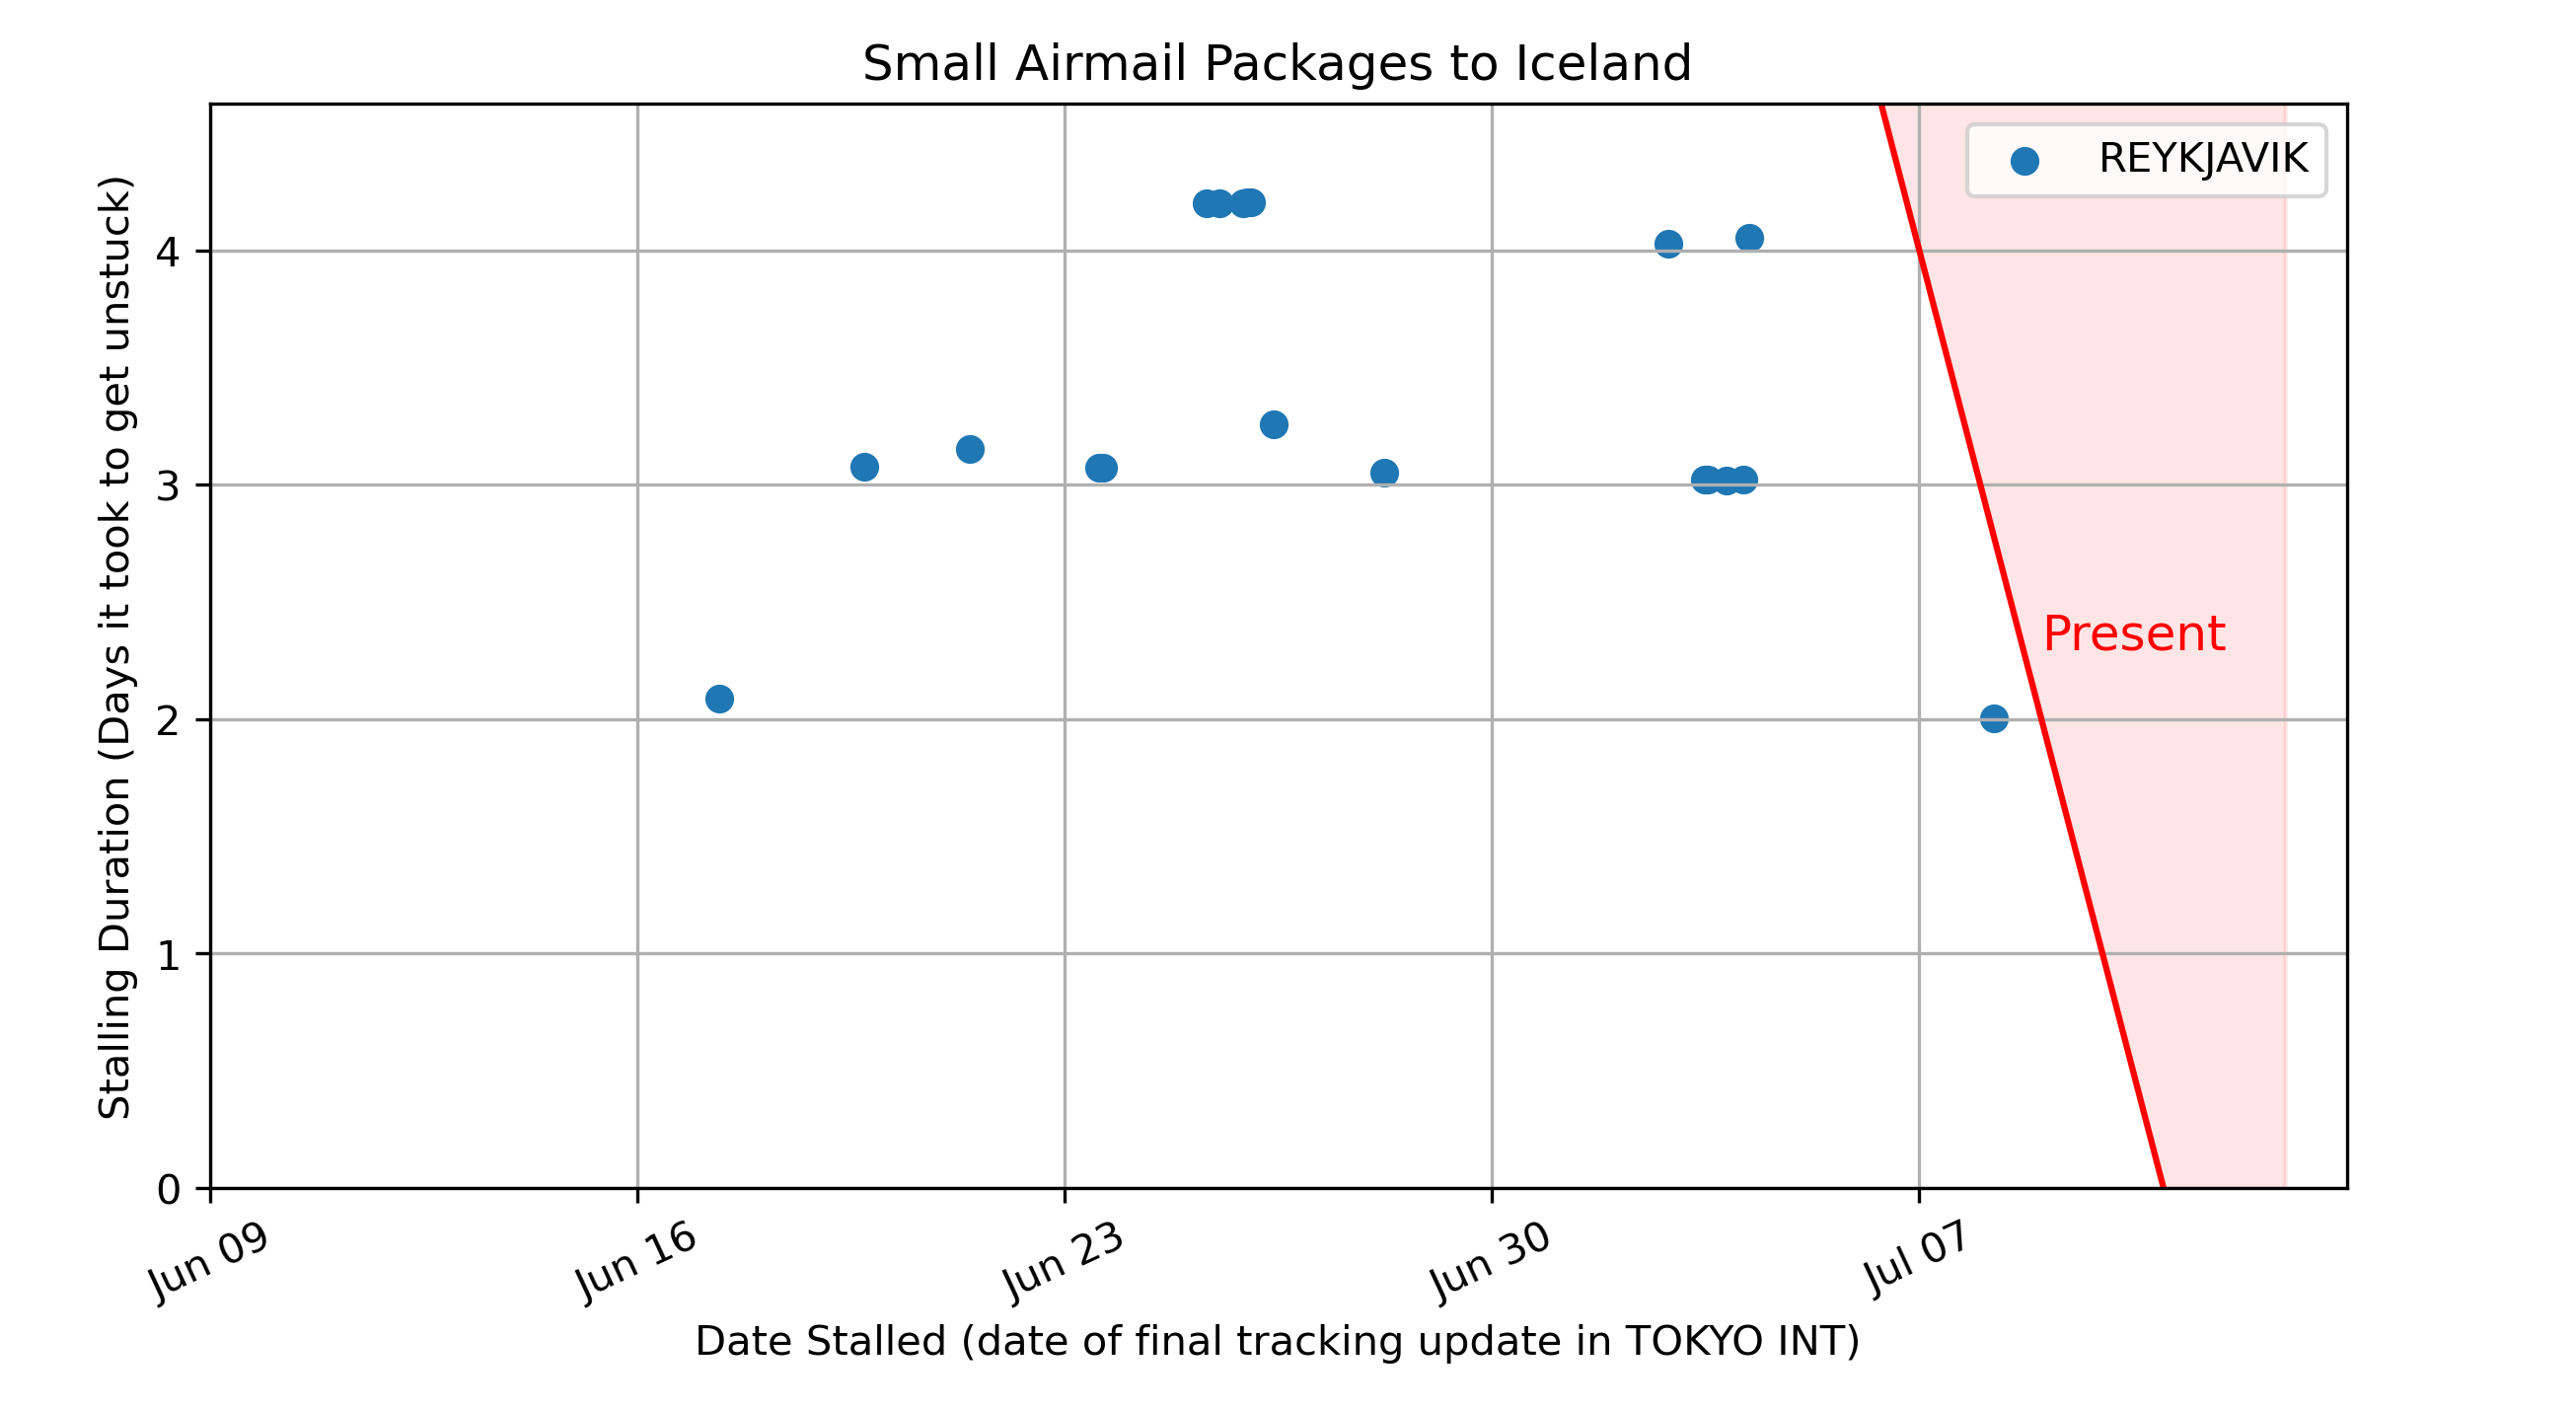 Small Airmail Packages to Iceland
REYKJAVIK
Present
Stalling Duration (Days it took to get unstuck)
4
3
2
1
0
Jun 09
Jun 16
Jun 23
Jun 30
Jul 07
Date Stalled (date of final tracking update in TOKYO INT)